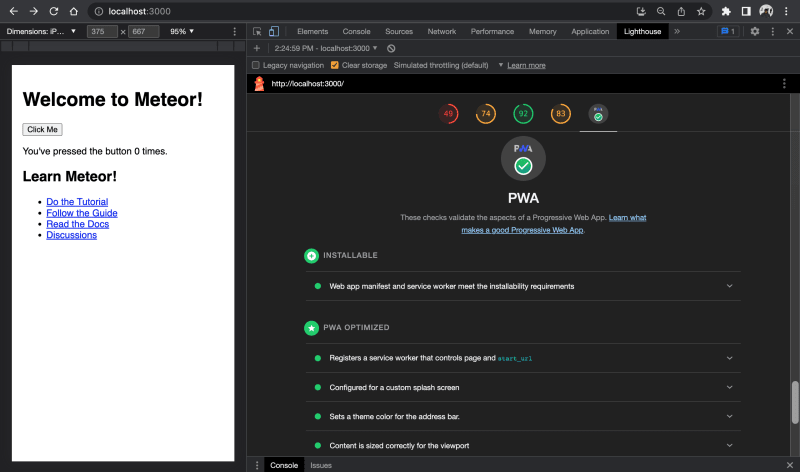 localhost:3000
Dimensions: iP...
375
×
667
95%
Elements
Console
Sources
Network
Performance
Memory
Application
Lighthouse
»
1
2:24:59 PM - localhost:3000
Legacy navigation
Clear storage
Simulated throttling (default)
Learn more
http://localhost:3000/
49
74
92
83
PWA
Welcome to Meteor!
Click Me
You've pressed the button 0 times.
Learn Meteor!
Do the Tutorial
Follow the Guide
Read the Docs
Discussions
PWA
PWA
These checks validate the aspects of a Progressive Web App. Learn what
makes a good Progressive Web App.
INSTALLABLE
Web app manifest and service worker meet the installability requirements
PWA OPTIMIZED
Registers a service worker that controls page and start_url
Configured for a custom splash screen
Sets a theme color for the address bar.
Content is sized correctly for the viewport
Console
Issues